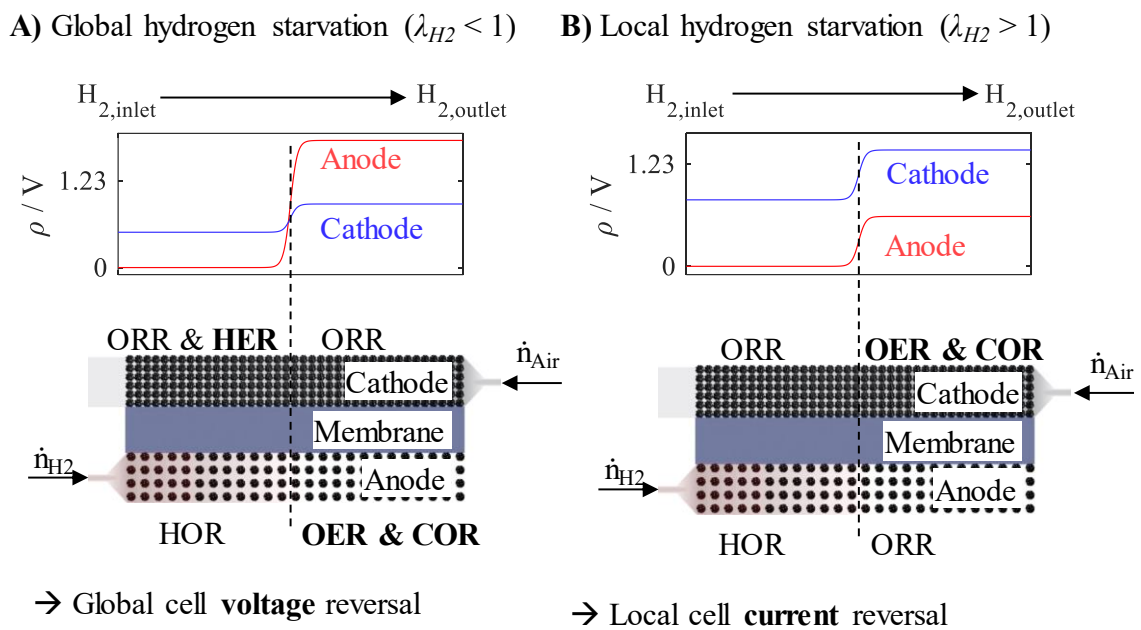 A) Global hydrogen starvation (λH2 < 1)
B) Local hydrogen starvation (λH2 > 1)
H2,inlet
H2,outlet
H2,inlet
H2,outlet
ρ / V
1.23
0
Anode
Cathode
ρ / V
1.23
0
Cathode
Anode
ORR & HER
ORR
ṅAir
Cathode
Membrane
Anode
ṅH2
HOR
OER & COR
ORR
OER & COR
ṅAir
Cathode
Membrane
Anode
ṅH2
HOR
ORR
→ Global cell voltage reversal
→ Local cell current reversal